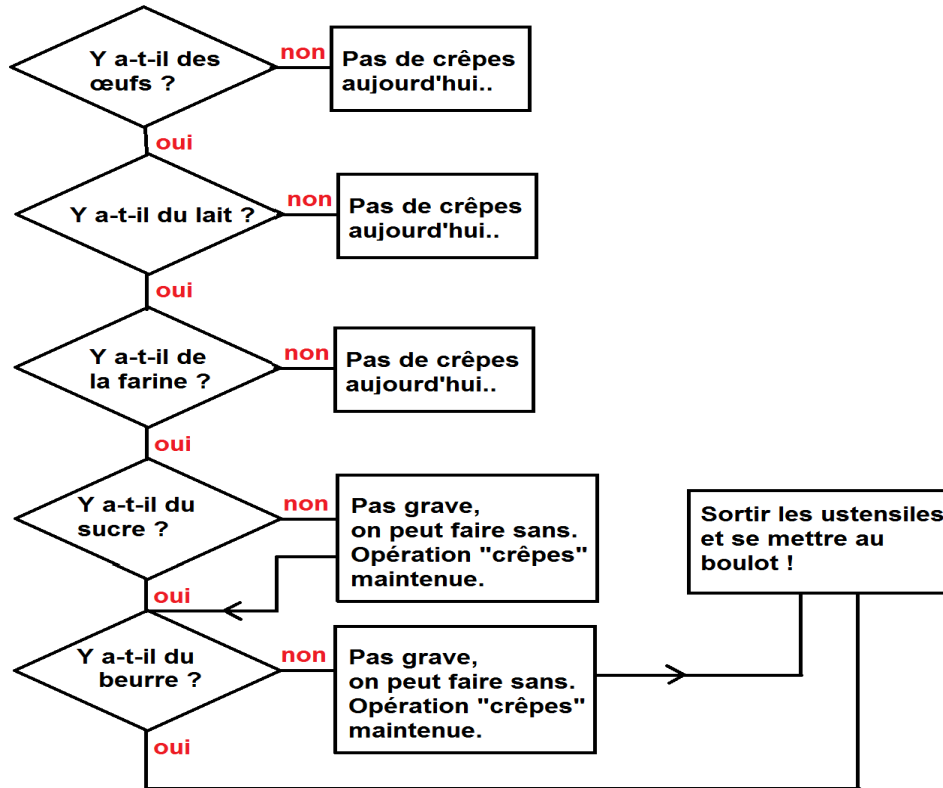 Y a-t-il des
œufs ?
non
Pas de crêpes
aujourd'hui..
oui
Y a-t-il du lait ?
non
Pas de crêpes
aujourd'hui..
oui
Y a-t-il de
la farine ?
non
Pas de crêpes
aujourd'hui..
oui
Y a-t-il du
sucre ?
non
Pas grave,
on peut faire sans.
Opération "crêpes"
maintenue.
oui
Y a-t-il du
beurre ?
non
Pas grave,
on peut faire sans.
Opération "crêpes"
maintenue.
oui
Sortir les ustensiles
et se mettre au
boulot !